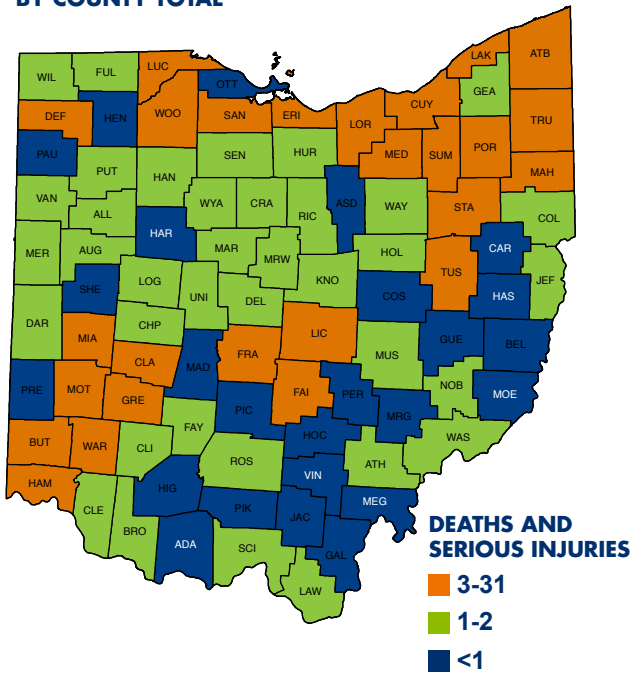 BY COUNTY TOTAL
LAK
ATB
LUC
FUL
WIL
OTT
GEA
CUY
WOO
SAN
ERI
DEF
HEN
LOR
TRU
MED
SUM
POR
PAU
SEN
HUR
MAH
PUT
HAN
VAN
WYA
CRA
ASD
WAY
STA
ALL
RIC
COL
HAR
MAR
CAR
MER
AUG
MRW
HOL
TUS
JEF
LOG
KNO
SHE
UNI
COS
HAS
DEL
DAR
CHP
LIC
MIA
GUE
BEL
FRA
MUS
CLA
MAD
NOB
PRE
MOT
FAI
PER
MOE
GRE
PIC
MRG
FAY
HOC
WAS
BUT
WAR
CLI
ROS
ATH
VIN
HAM
HIG
MEG
CLE
PIK
JAC
BRO
ADA
SCI
GAL
LAW
DEATHS AND
SERIOUS INJURIES
3-31
1-2
<1